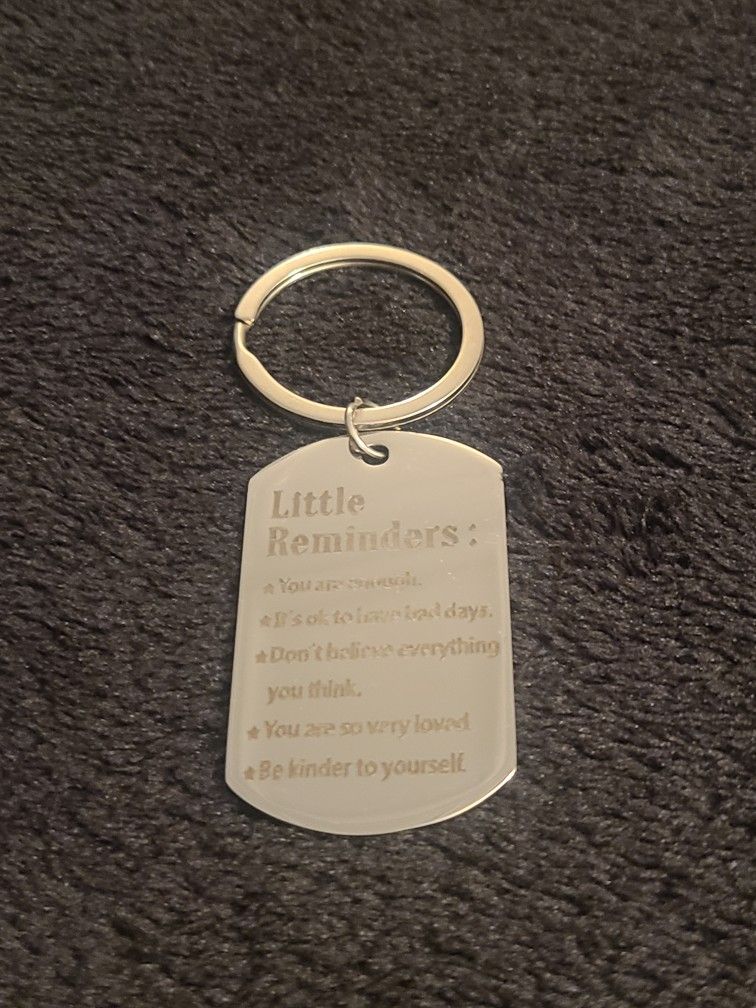 Little
Reminders:
★ You are enough.
★ It's ok to have bad days.
★ Don't believe everything
you think.
★ You are so very loved
★ Be kinder to yourself.